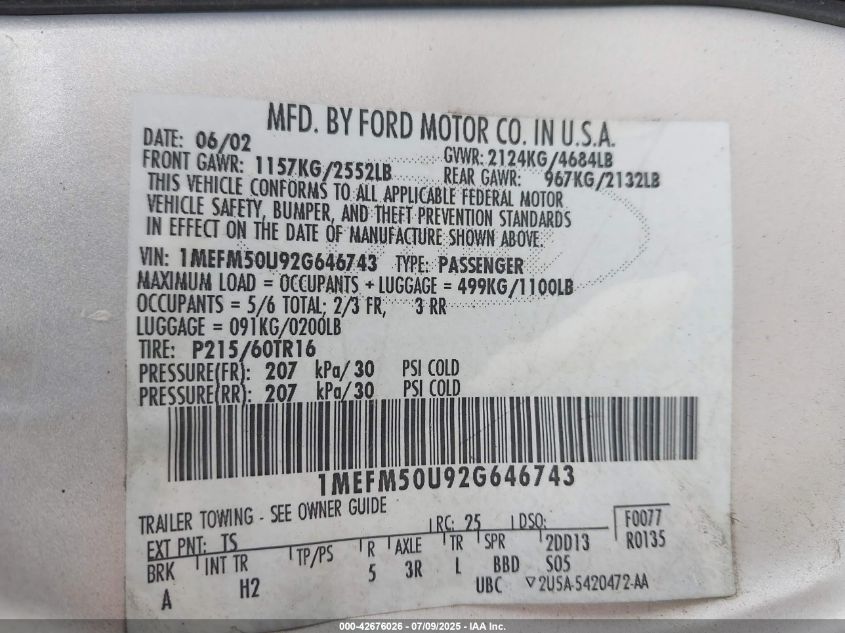 MFD. BY FORD MOTOR CO. IN U.S.A.
DATE: 06/02 GVWR: 2124KG/4684LB
FRONT GAWR: 1157KG/2552LB REAR GAWR: 967KG/2132LB
THIS VEHICLE CONFORMS TO ALL APPLICABLE FEDERAL MOTOR
VEHICLE SAFETY, BUMPER, AND THEFT PREVENTION STANDARDS
IN EFFECT ON THE DATE OF MANUFACTURE SHOWN ABOVE.
VIN: 1MEFM50U92G646743 TYPE: PASSENGER
MAXIMUM LOAD = OCCUPANTS + LUGGAGE = 499KG/1100LB
OCCUPANTS = 5/6 TOTAL; 2/3 FR, 3 RR
LUGGAGE = 091KG/0200LB
TIRE: P215/60TR16
PRESSURE(FR): 207 kPa/30 PSI COLD
PRESSURE(RR): 207 kPa/30 PSI COLD
1MEFM50U92G646743
TRAILER TOWING - SEE OWNER GUIDE
EXT PNT: TS RC: 25 DSO: F0077
BRK INT TR TP/PS R AXLE TR SPR 2DD13 R0135
A H2 5 3R L BBD S05
UBC ▽2U5A-5420472-AA
000-42676026 - 07/09/2025 - IAA Inc.